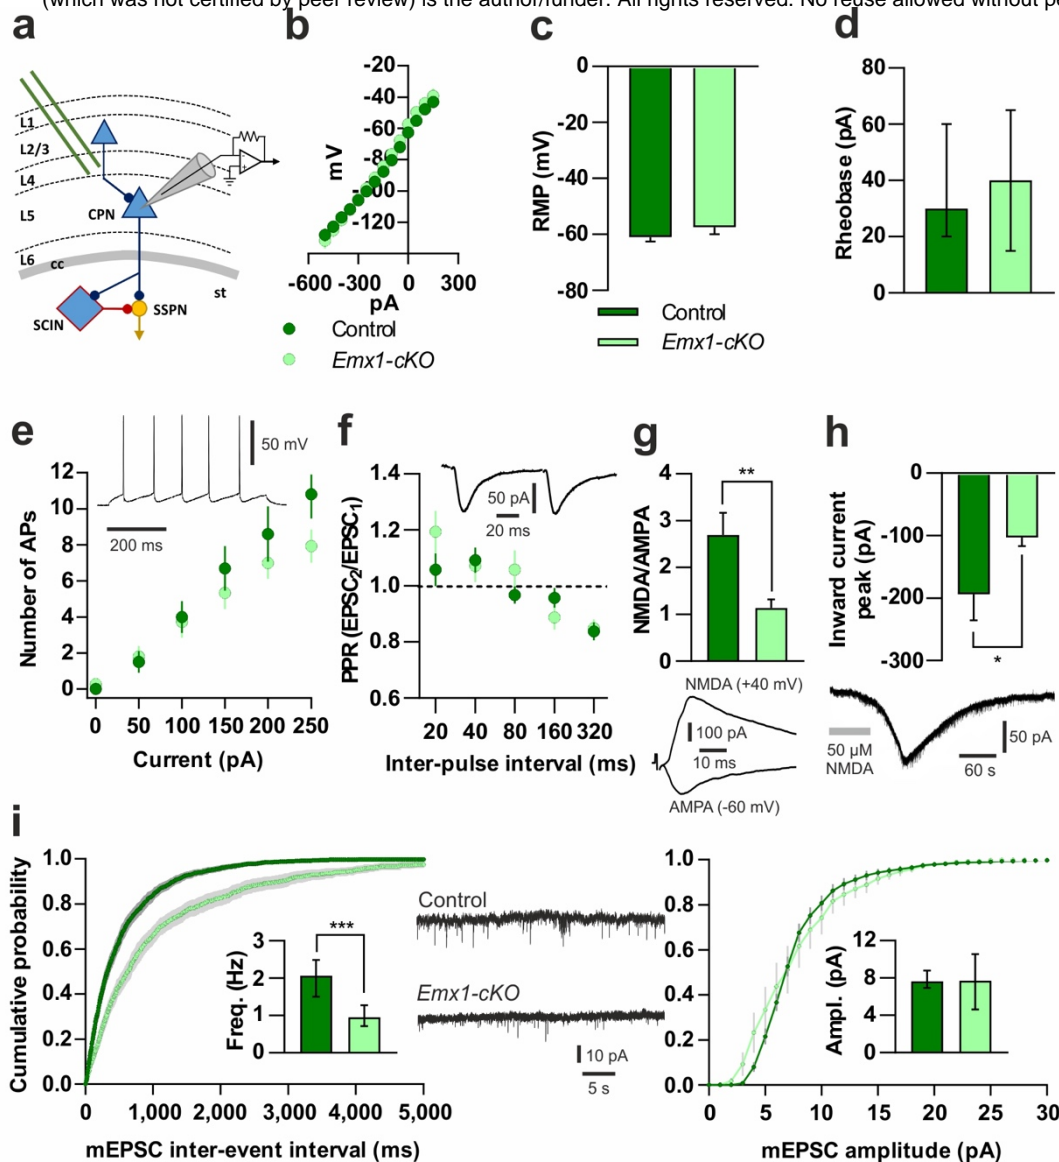 (which was not certified by peer review) is the author/funder. All rights reserved. No reuse allowed without pe
a
L1
L2/3
L4
L5
L6
CPN
cc
st
SCIN
SSPN
b
-20
-40
-60
-80
-100
-120
mV
-600 -300 0 300
pA
Control
Emx1-cKO
c
0
-20
-40
-60
-80
RMP (mV)
Control
Emx1-cKO
d
80
60
40
20
0
Rheobase (pA)
e
50 mV
200 ms
12
10
8
6
4
2
0
Number of APs
0 50 100 150 200 250
Current (pA)
f
1.4
1.2
1.0
0.8
0.6
PPR (EPSC2/EPSC1)
50 pA
20 ms
20 40 80 160 320
Inter-pulse interval (ms)
g
**
4
3
2
1
0
NMDA/AMPA
NMDA (+40 mV)
100 pA
10 ms
AMPA (-60 mV)
h
0
-100
-200
-300
Inward current
peak (pA)
*
50 µM
NMDA
50 pA
60 s
i
1.0
0.8
0.6
0.4
0.2
0.0
Cumulative probability
0 1,000 2,000 3,000 4,000 5,000
mEPSC inter-event interval (ms)
***
3
2
1
0
Freq. (Hz)
Control
Emx1-cKO
10 pA
5 s
1.0
0.8
0.6
0.4
0.2
0.0
0 5 10 15 20 25 30
mEPSC amplitude (pA)
12
8
4
0
Ampl. (pA)